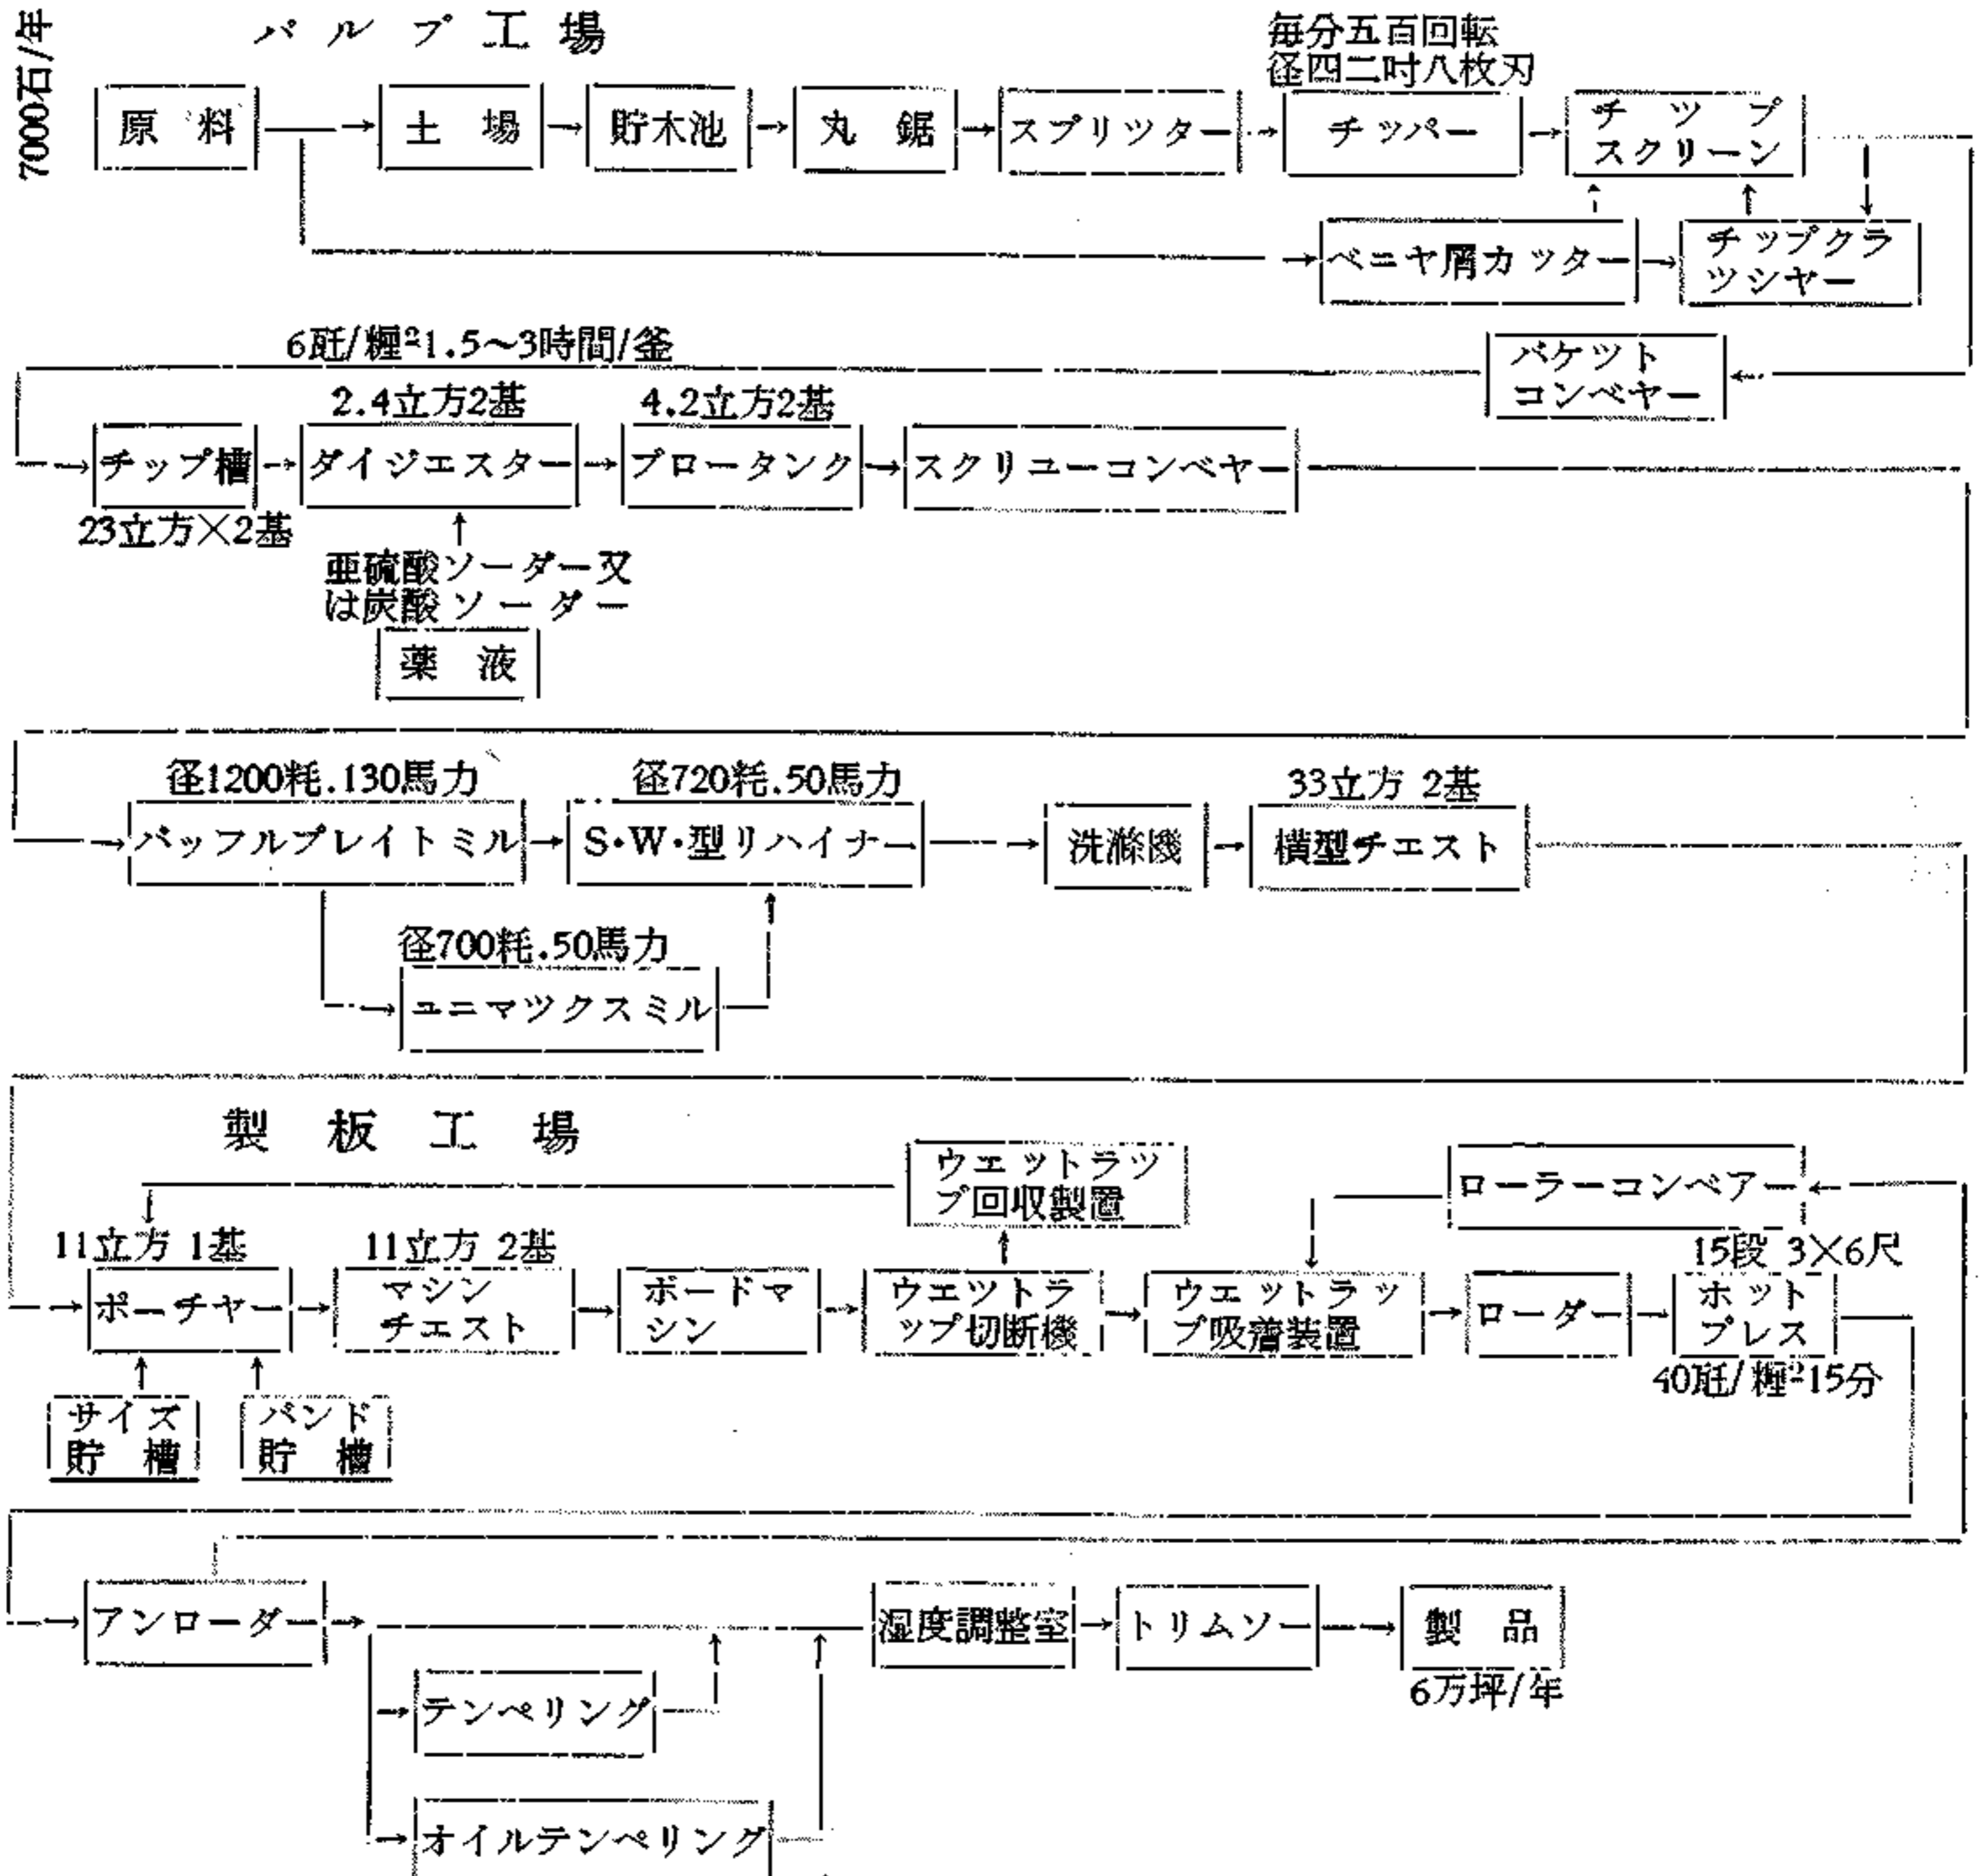 7000石/年
パルプ工場
毎分五百回転
径四二吋八枚刃
原料
土場
貯木池
丸鋸
スプリツター
チッパー
チツプ
スクリーン
ベニヤ屑カッター
チップクラ
ツシヤー
バケツト
コンベヤー
6瓩/糎²1.5～3時間/釜
2.4立方2基
4.2立方2基
チップ槽
ダイジエスター
ブロータンク
スクリユーコンベヤー
23立方×2基
亜硫酸ソーダー又
は炭酸ソーダー
薬液
径1200粍.130馬力
径720粍.50馬力
33立方 2基
バッフルプレイトミル
S・W・型リハイナー
洗滌機
横型チエスト
径700粍.50馬力
ユニマツクスミル
製板工場
ウエットラツ
プ回収製置
ローラーコンベアー
11立方 1基
11立方 2基
15段 3×6尺
ポーチャー
マシン
チエスト
ボードマ
シン
ウエツトラ
ップ切断機
ウエットラッ
プ吸着装置
ローダー
ホット
プレス
40瓩/糎²15分
サイズ
貯槽
バンド
貯槽
アンローダー
湿度調整室
トリムソー
製品
6万坪/年
テンペリング
オイルテンペリング